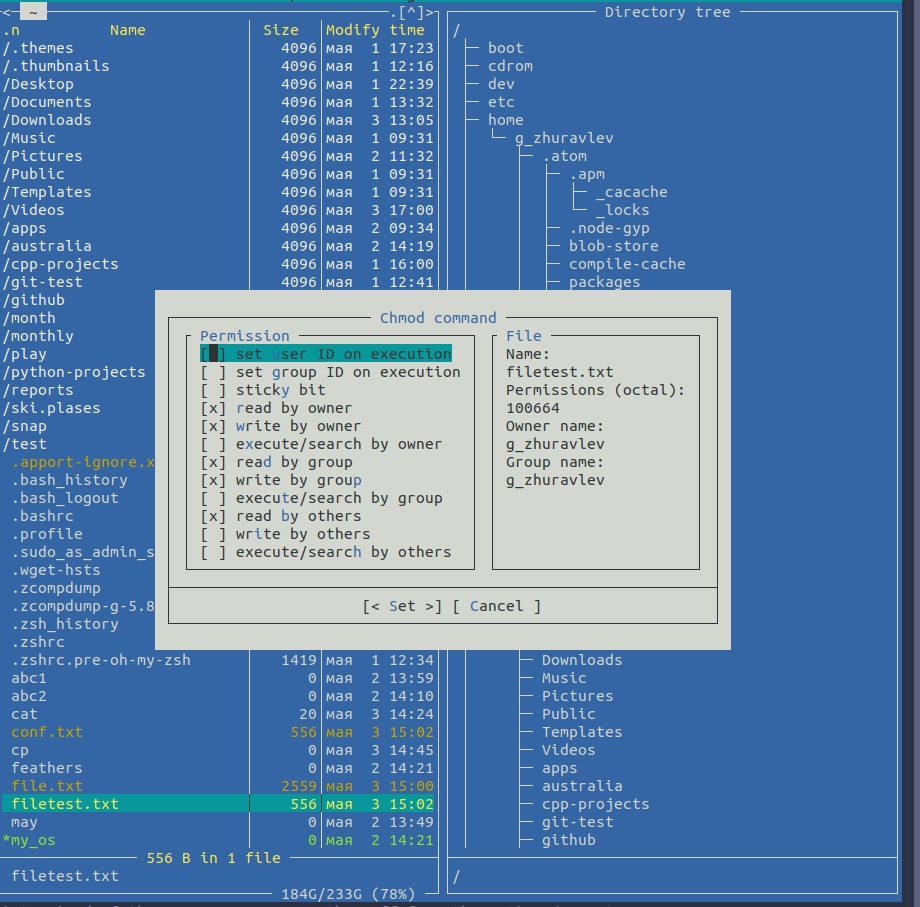 <- ~ .[^]>
Directory tree
.n Name Size Modify time
/.themes 4096 мая 1 17:23
/.thumbnails 4096 мая 1 12:16
/Desktop 4096 мая 1 22:39
/Documents 4096 мая 1 13:32
/Downloads 4096 мая 3 13:05
/Music 4096 мая 1 09:31
/Pictures 4096 мая 2 11:32
/Public 4096 мая 1 09:31
/Templates 4096 мая 1 09:31
/Videos 4096 мая 3 17:00
/apps 4096 мая 2 09:34
/australia 4096 мая 2 14:19
/cpp-projects 4096 мая 1 16:00
/git-test 4096 мая 1 12:41
/github
/month
/monthly
/play
/python-projects
/reports
/ski.plases
/snap
/test
.apport-ignore.x
.bash_history
.bash_logout
.bashrc
.profile
.sudo_as_admin_s
.wget-hsts
.zcompdump
.zcompdump-g-5.8
.zsh_history
.zshrc
.zshrc.pre-oh-my-zsh 1419 мая 1 12:34
abc1 0 мая 2 13:59
abc2 0 мая 2 14:10
cat 20 мая 3 14:24
conf.txt 556 мая 3 15:02
cp 0 мая 3 14:45
feathers 0 мая 2 14:21
file.txt 2559 мая 3 15:00
filetest.txt 556 мая 3 15:02
may 0 мая 2 13:49
*my_os 0 мая 2 14:21
556 B in 1 file
filetest.txt
184G/233G (78%)
/
boot
cdrom
dev
etc
home
g_zhuravlev
.atom
.apm
_cacache
_locks
.node-gyp
blob-store
compile-cache
packages
Downloads
Music
Pictures
Public
Templates
Videos
apps
australia
cpp-projects
git-test
github
/
Chmod command
Permission
[ ] set user ID on execution
[ ] set group ID on execution
[ ] sticky bit
[x] read by owner
[x] write by owner
[ ] execute/search by owner
[x] read by group
[x] write by group
[ ] execute/search by group
[x] read by others
[ ] write by others
[ ] execute/search by others
File
Name:
filetest.txt
Permissions (octal):
100664
Owner name:
g_zhuravlev
Group name:
g_zhuravlev
[< Set >] [ Cancel ]